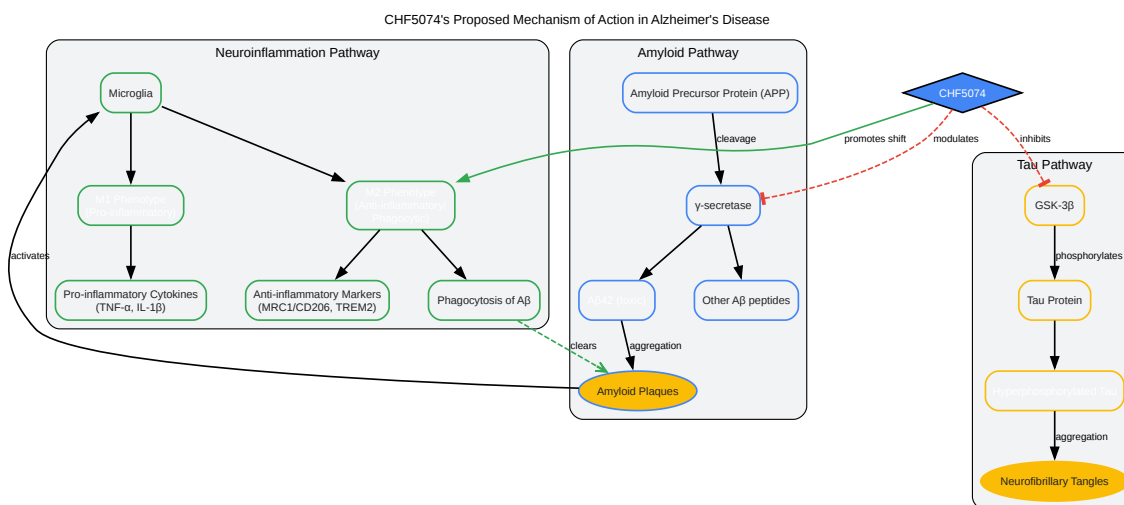 CHF5074's Proposed Mechanism of Action in Alzheimer's Disease
Neuroinflammation Pathway
Microglia
M1 Phenotype
(Pro-inflammatory)
M2 Phenotype
(Anti-inflammatory/
Phagocytic)
Pro-inflammatory Cytokines
(TNF-α, IL-1β)
Anti-inflammatory Markers
(MRC1/CD206, TREM2)
Phagocytosis of Aβ
activates
clears
Amyloid Pathway
Amyloid Precursor Protein (APP)
cleavage
γ-secretase
Aβ42 (toxic)
Other Aβ peptides
aggregation
Amyloid Plaques
CHF5074
promotes shift
modulates
inhibits
Tau Pathway
GSK-3β
phosphorylates
Tau Protein
Hyperphosphorylated Tau
aggregation
Neurofibrillary Tangles